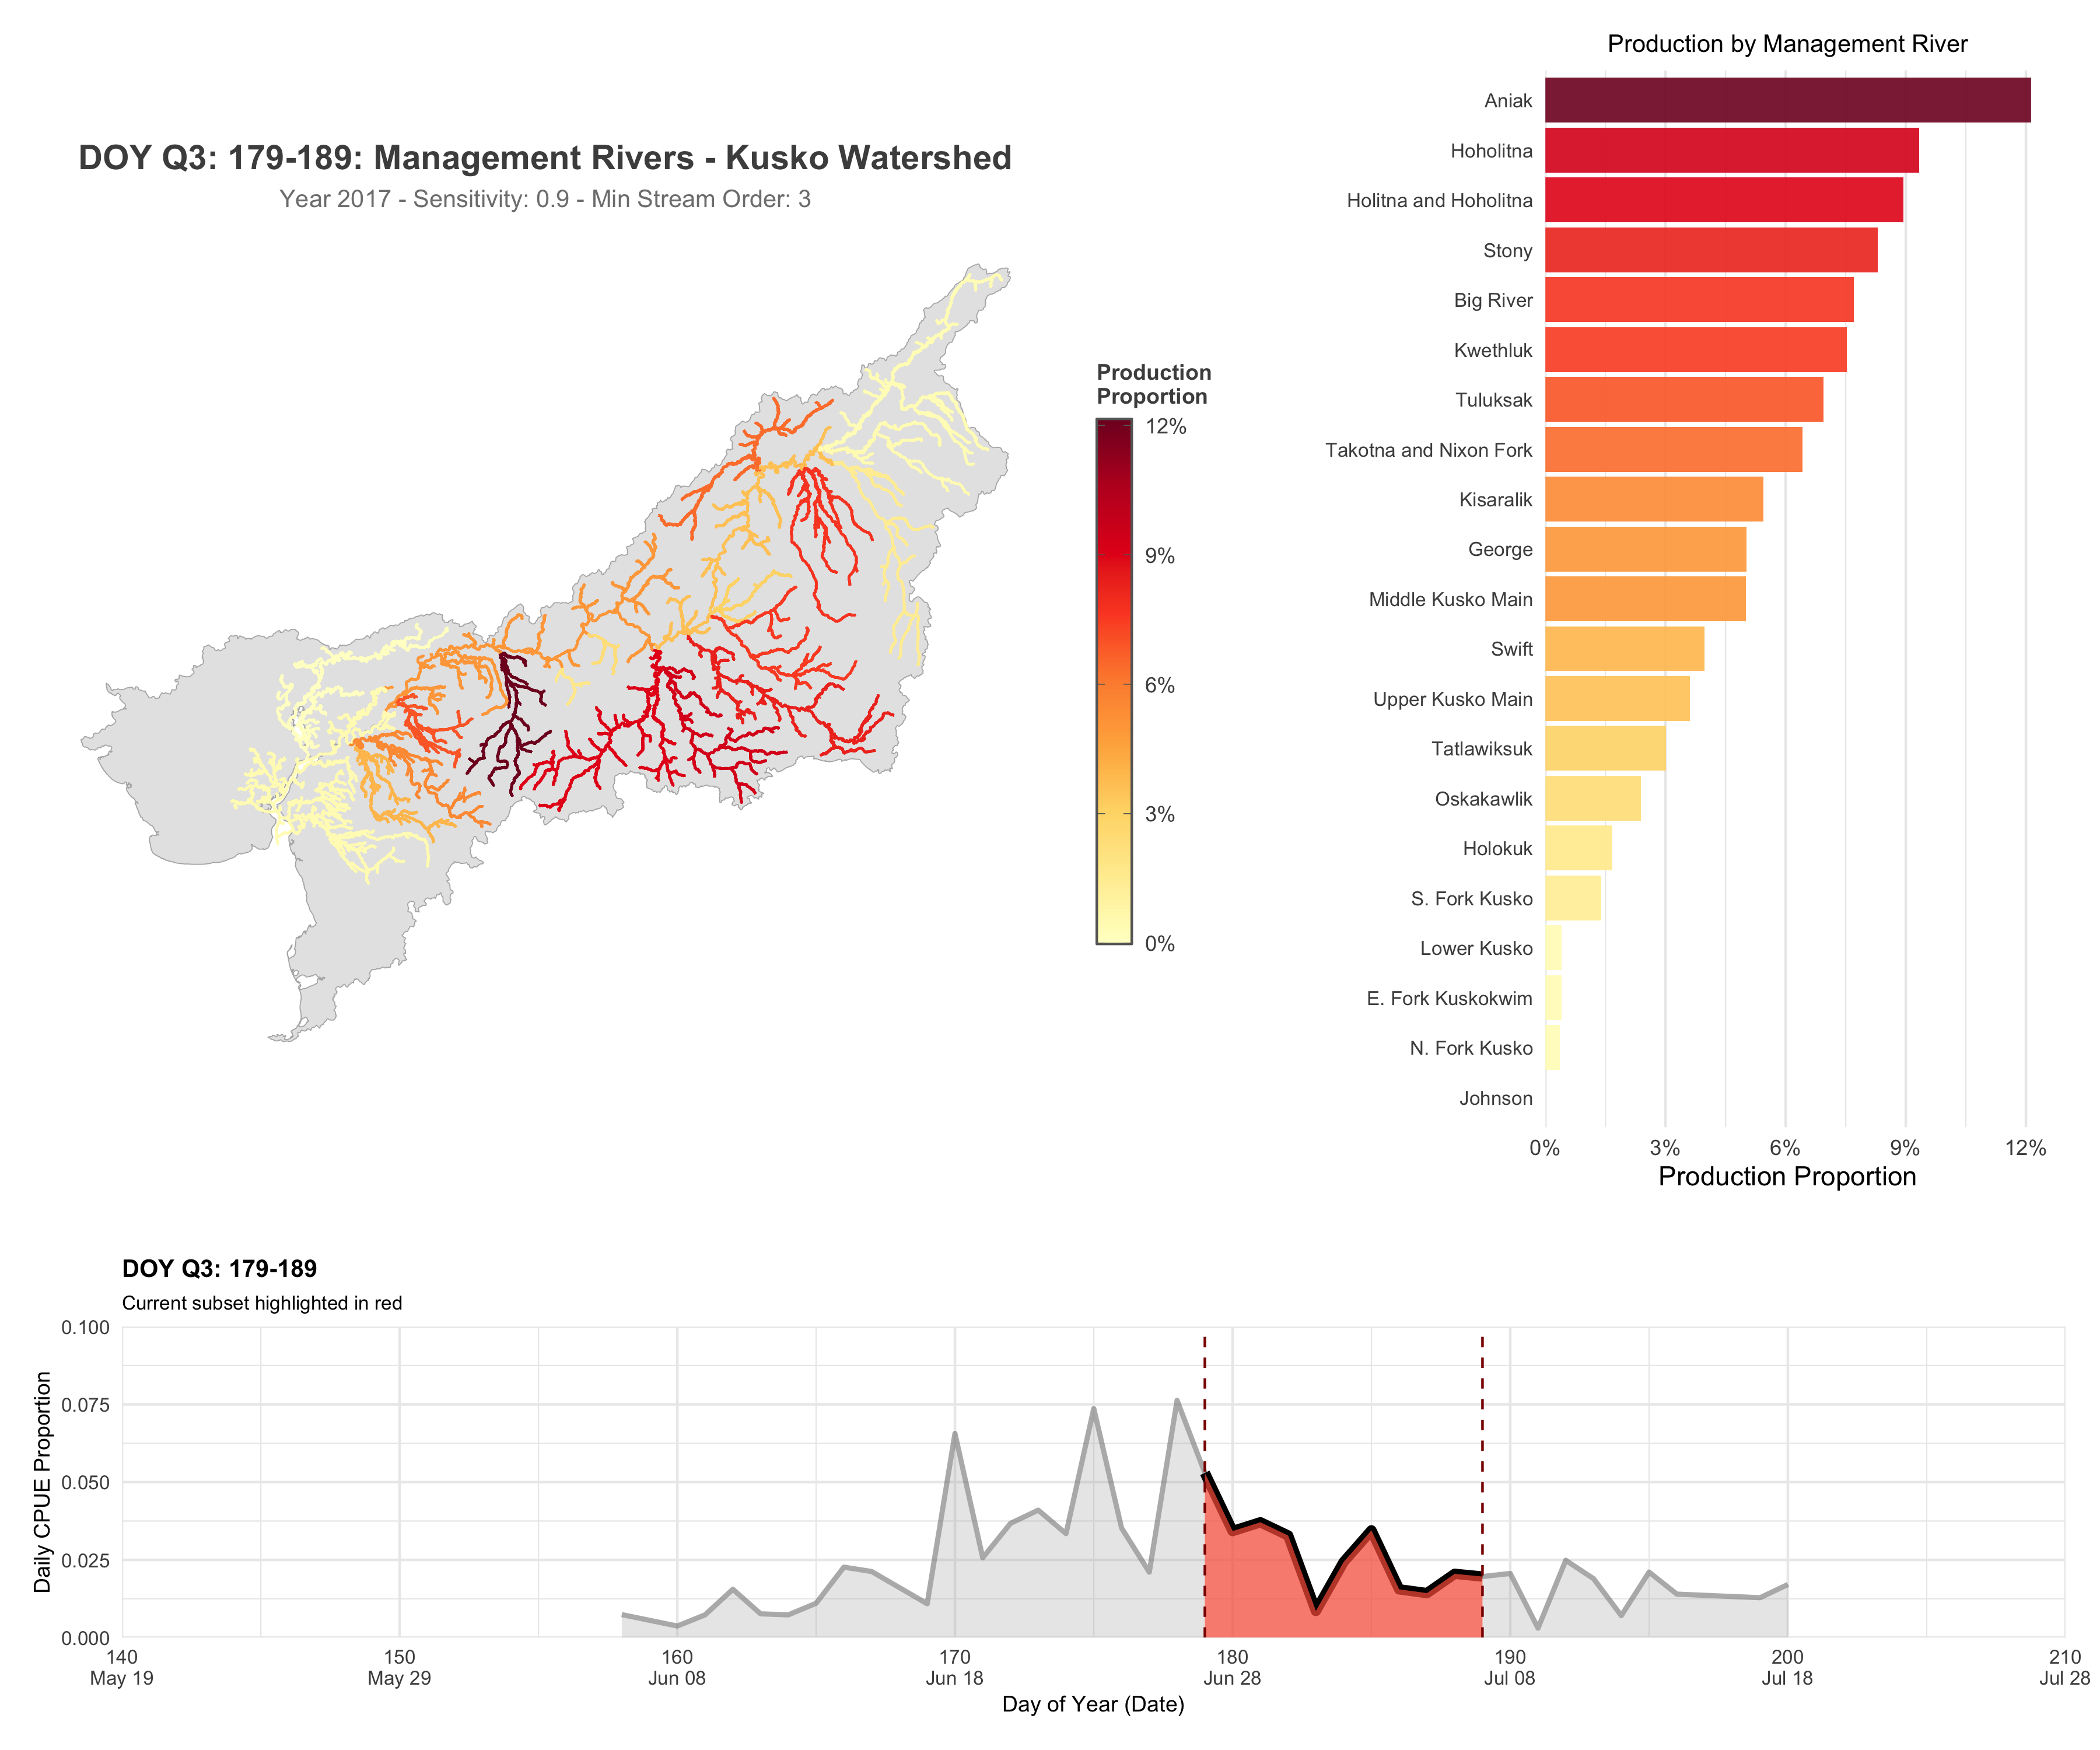 Production by Management River
DOY Q3: 179-189: Management Rivers - Kusko Watershed
Year 2017 - Sensitivity: 0.9 - Min Stream Order: 3
Production
Proportion
12%
9%
6%
3%
0%
Aniak
Hoholitna
Holitna and Hoholitna
Stony
Big River
Kwethluk
Tuluksak
Takotna and Nixon Fork
Kisaralik
George
Middle Kusko Main
Swift
Upper Kusko Main
Tatlawiksuk
Oskakawlik
Holokuk
S. Fork Kusko
Lower Kusko
E. Fork Kuskokwim
N. Fork Kusko
Johnson
0% 3% 6% 9% 12%
Production Proportion
DOY Q3: 179-189
Current subset highlighted in red
Daily CPUE Proportion
0.100
0.075
0.050
0.025
0.000
140 150 160 170 180 190 200 210
May 19 May 29 Jun 08 Jun 18 Jun 28 Jul 08 Jul 18 Jul 28
Day of Year (Date)